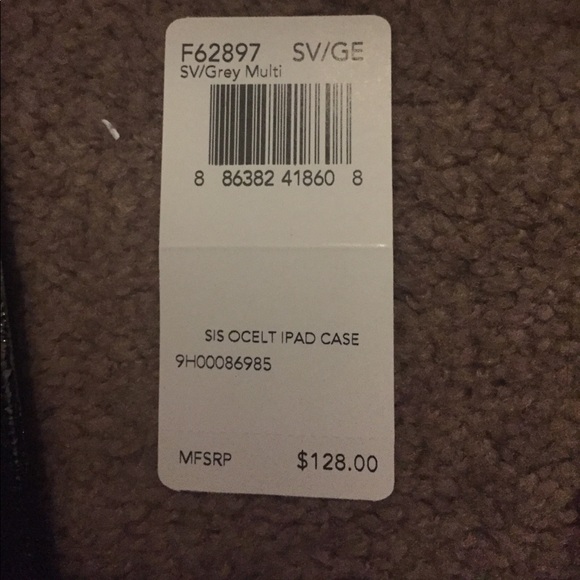 F62897 SV/GE
SV/Grey Multi
8 86382 41860 8
SIS OCELT IPAD CASE
9H00086985
MFSRP $128.00